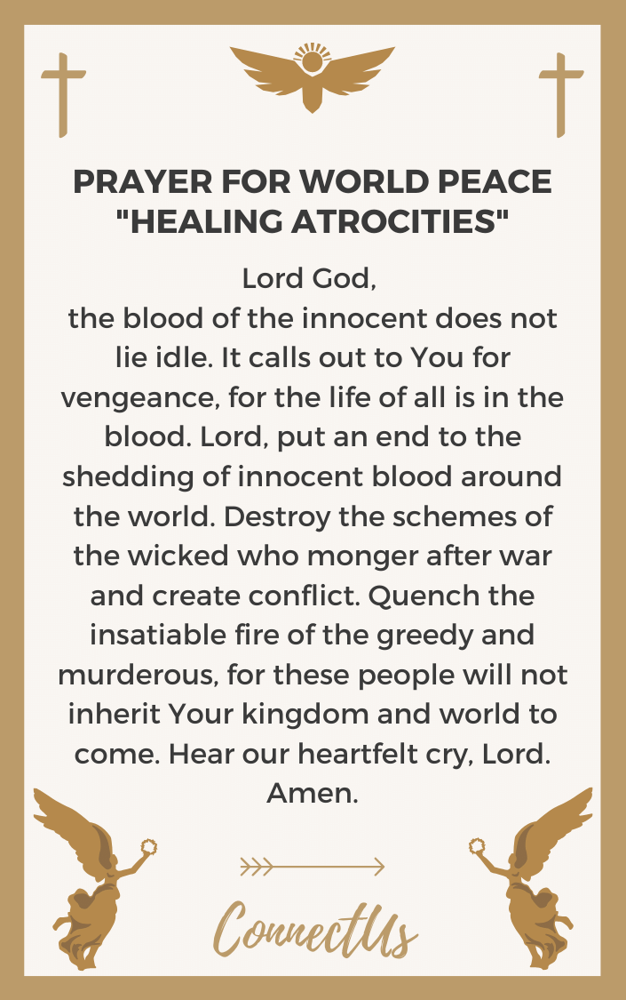 PRAYER FOR WORLD PEACE
"HEALING ATROCITIES"
Lord God,
the blood of the innocent does not
lie idle. It calls out to You for
vengeance, for the life of all is in the
blood. Lord, put an end to the
shedding of innocent blood around
the world. Destroy the schemes of
the wicked who monger after war
and create conflict. Quench the
insatiable fire of the greedy and
murderous, for these people will not
inherit Your kingdom and world to
come. Hear our heartfelt cry, Lord.
Amen.
ConnectUs